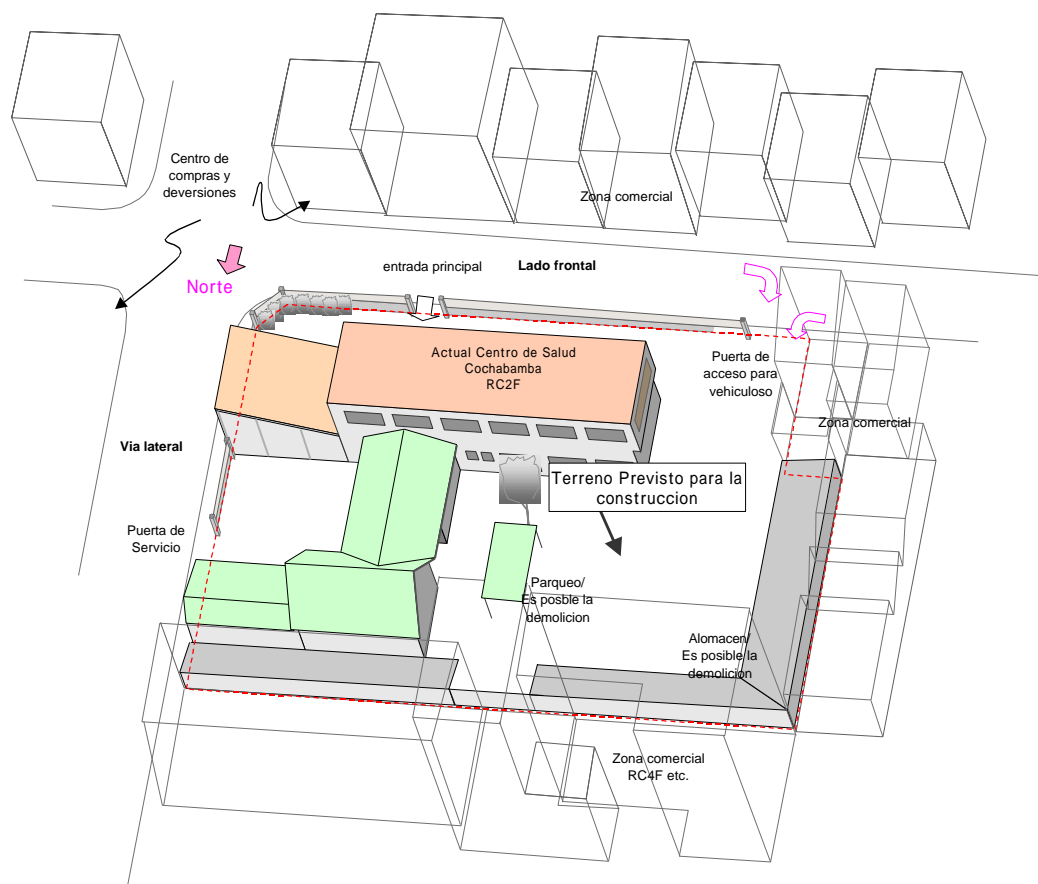 Centro de
compras y
deversiones
Zona comercial
entrada principal
Lado frontal
Norte
Actual Centro de Salud
Cochabamba
RC2F
Puerta de
acceso para
vehiculoso
Zona comercial
Via lateral
Terreno Previsto para la
construccion
Puerta de
Servicio
Parqueo/
Es posble la
demolicion
Alomacen/
Es posible la
demolición
Zona comercial
RC4F etc.